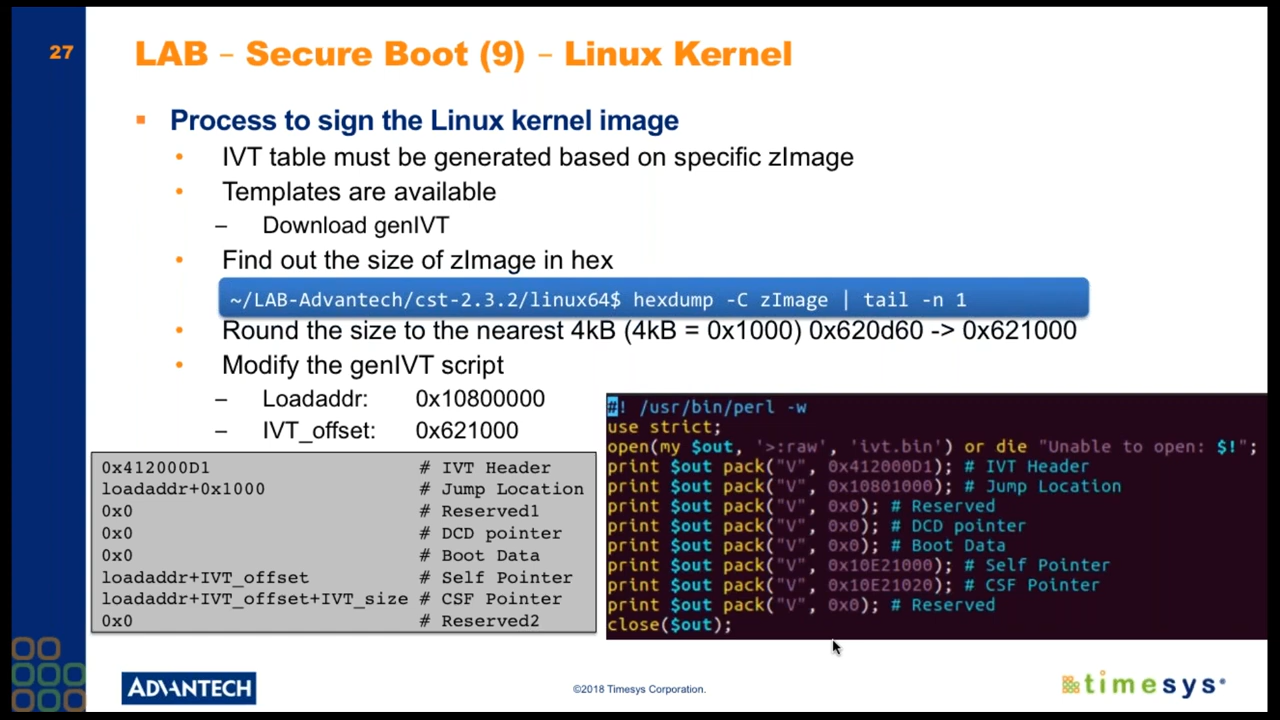 27
LAB – Secure Boot (9) – Linux Kernel
▪ Process to sign the Linux kernel image
• IVT table must be generated based on specific zImage
• Templates are available
– Download genIVT
• Find out the size of zImage in hex
~/LAB-Advantech/cst-2.3.2/linux64$ hexdump -C zImage | tail -n 1
• Round the size to the nearest 4kB (4kB = 0x1000) 0x620d60 -> 0x621000
• Modify the genIVT script
– Loadaddr: 0x10800000
– IVT_offset: 0x621000
0x412000D1 # IVT Header
loadaddr+0x1000 # Jump Location
0x0 # Reserved1
0x0 # DCD pointer
0x0 # Boot Data
loadaddr+IVT_offset # Self Pointer
loadaddr+IVT_offset+IVT_size # CSF Pointer
0x0 # Reserved2
#! /usr/bin/perl -w
use strict;
open(my $out, '>:raw', 'ivt.bin') or die "Unable to open: $!";
print $out pack("V", 0x412000D1); # IVT Header
print $out pack("V", 0x10801000); # Jump Location
print $out pack("V", 0x0); # Reserved
print $out pack("V", 0x0); # DCD pointer
print $out pack("V", 0x0); # Boot Data
print $out pack("V", 0x10E21000); # Self Pointer
print $out pack("V", 0x10E21020); # CSF Pointer
print $out pack("V", 0x0); # Reserved
close($out);
ADVANTECH
©2018 Timesys Corporation.
timesys